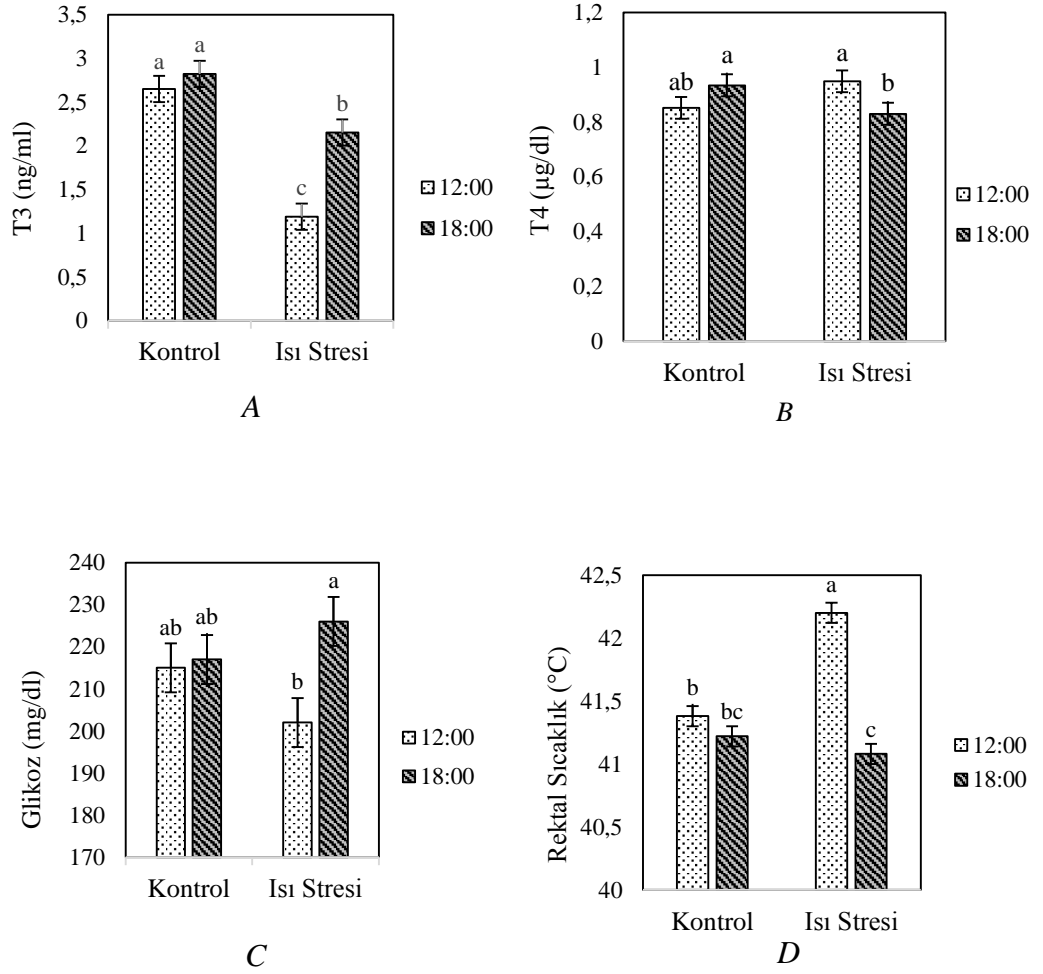 3,5
3
2,5
2
1,5
1
0,5
0
T3 (ng/ml)
a
a
c
b
Kontrol
Isı Stresi
12:00
18:00
A
1
0,8
0,6
0,4
0,2
0
T4 (µg/dl)
ab
a
a
b
Kontrol
Isı Stresi
12:00
18:00
B
240
230
220
210
200
190
180
170
Glikoz (mg/dl)
ab
ab
b
a
Kontrol
Isı Stresi
12:00
18:00
C
42,5
42
41,5
41
40,5
40
Rektal Sıcaklık (°C)
b
bc
a
c
Kontrol
Isı Stresi
12:00
18:00
D